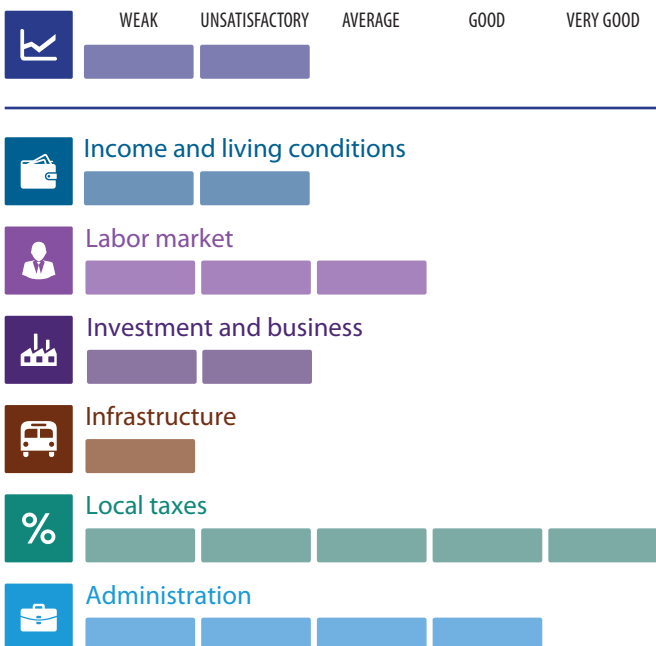 WEAK UNSATISFACTORY AVERAGE GOOD VERY GOOD
Income and living conditions
Labor market
Investment and business
Infrastructure
%
Local taxes
Administration